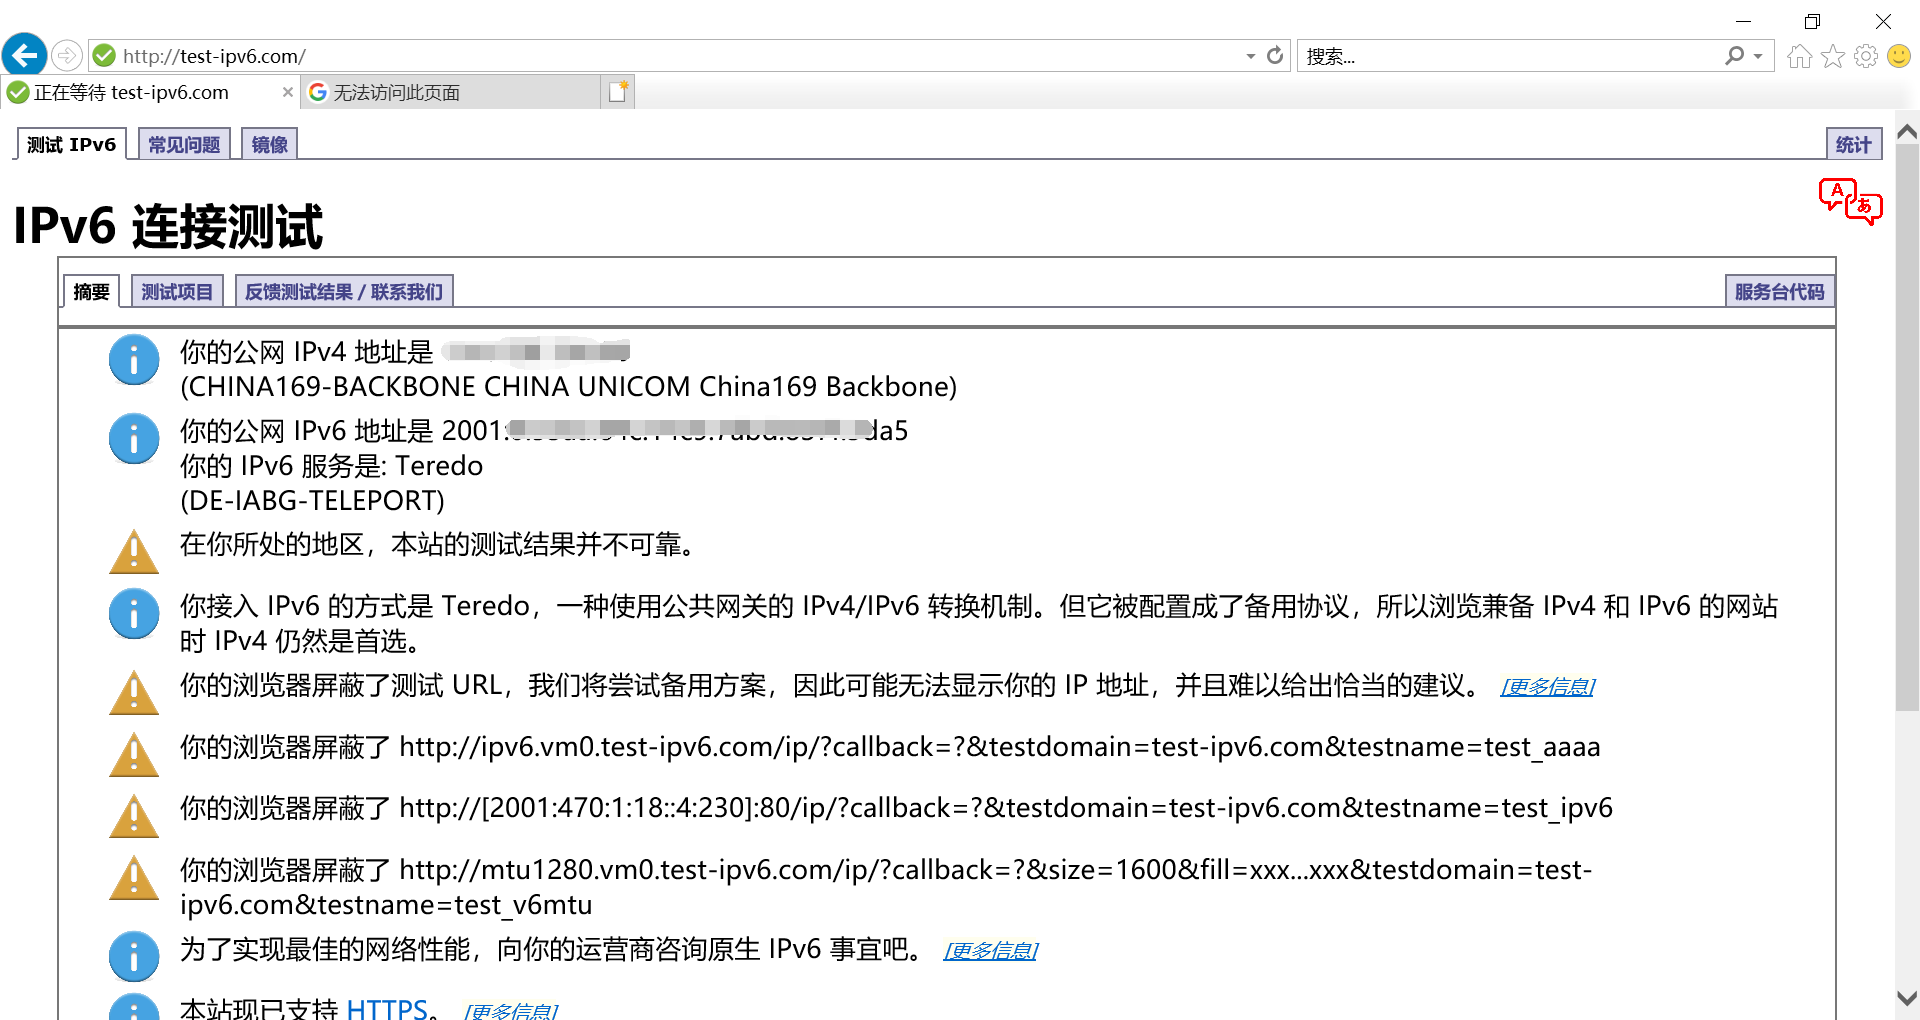 http://test-ipv6.com/
搜索...
正在等待 test-ipv6.com
无法访问此页面
测试 IPv6
常见问题
镜像
统计
IPv6 连接测试
摘要
测试项目
反馈测试结果 / 联系我们
服务台代码
你的公网 IPv4 地址是
(CHINA169-BACKBONE CHINA UNICOM China169 Backbone)
你的公网 IPv6 地址是 2001: da5
你的 IPv6 服务是: Teredo
(DE-IABG-TELEPORT)
在你所处的地区，本站的测试结果并不可靠。
你接入 IPv6 的方式是 Teredo，一种使用公共网关的 IPv4/IPv6 转换机制。但它被配置成了备用协议，所以浏览兼备 IPv4 和 IPv6 的网站
时 IPv4 仍然是首选。
你的浏览器屏蔽了测试 URL，我们将尝试备用方案，因此可能无法显示你的 IP 地址，并且难以给出恰当的建议。 [更多信息]
你的浏览器屏蔽了 http://ipv6.vm0.test-ipv6.com/ip/?callback=?&testdomain=test-ipv6.com&testname=test_aaaa
你的浏览器屏蔽了 http://[2001:470:1:18::4:230]:80/ip/?callback=?&testdomain=test-ipv6.com&testname=test_ipv6
你的浏览器屏蔽了 http://mtu1280.vm0.test-ipv6.com/ip/?callback=?&size=1600&fill=xxx...xxx&testdomain=test-
ipv6.com&testname=test_v6mtu
为了实现最佳的网络性能，向你的运营商咨询原生 IPv6 事宜吧。 [更多信息]
本站现已支持 HTTPS。 [更多信息]